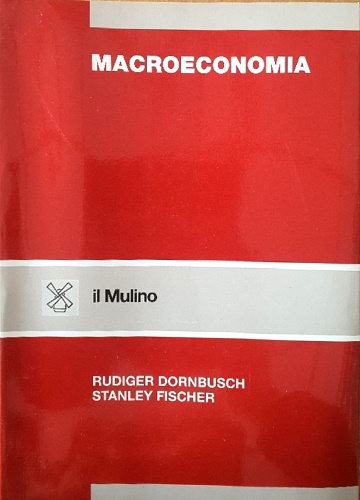 MACROECONOMIA
il Mulino
RUDIGER DORNBUSCH
STANLEY FISCHER